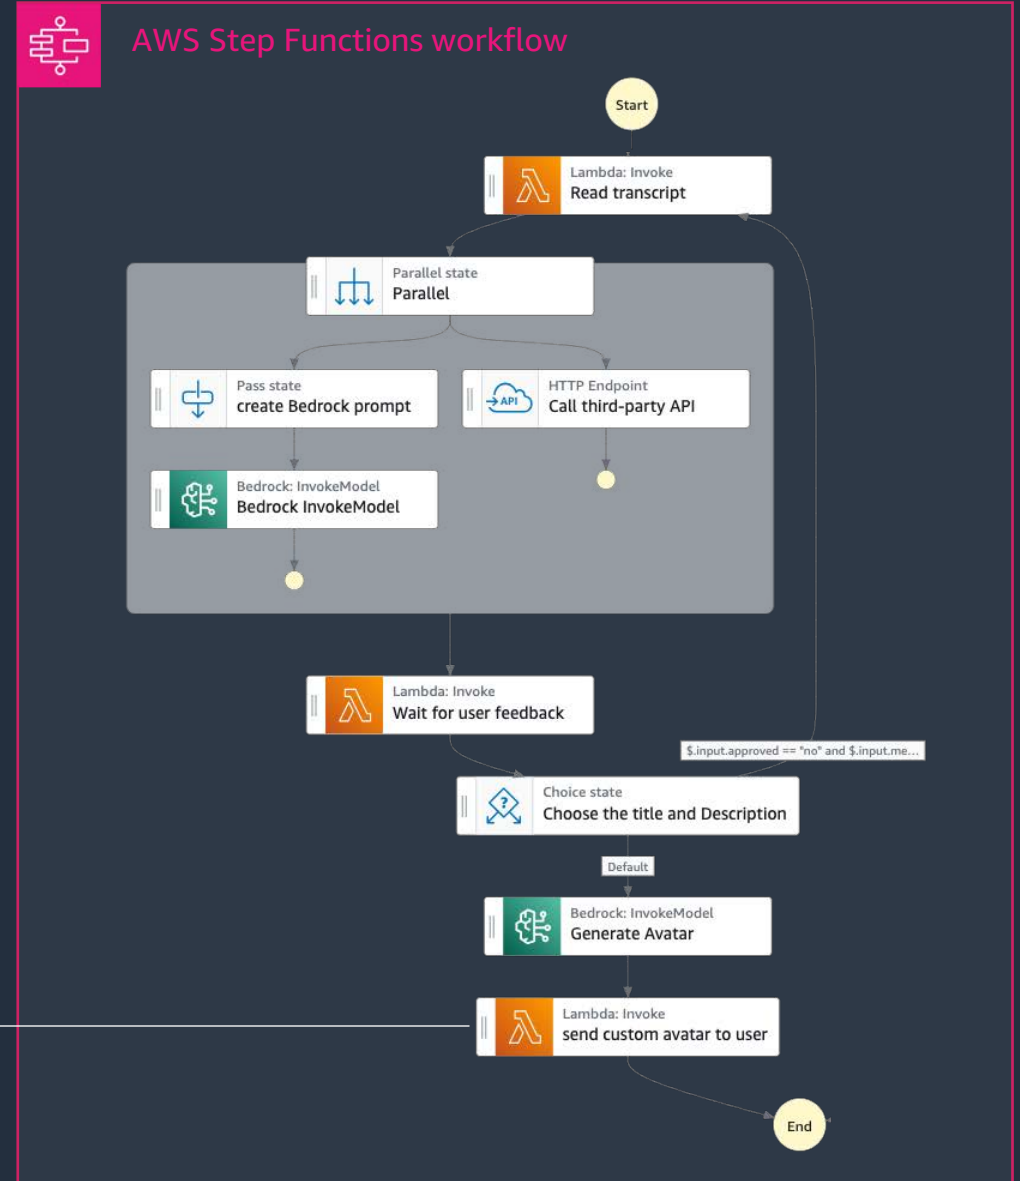 AWS Step Functions workflow
Start
Lambda: Invoke
Read transcript
Parallel state
Parallel
Pass state
create Bedrock prompt
HTTP Endpoint
API
Call third-party API
Bedrock: InvokeModel
Bedrock InvokeModel
Lambda: Invoke
Wait for user feedback
$.input.approved == "no" and $.input.me...
Choice state
?
Choose the title and Description
Default
Bedrock: InvokeModel
Generate Avatar
Lambda: Invoke
send custom avatar to user
End